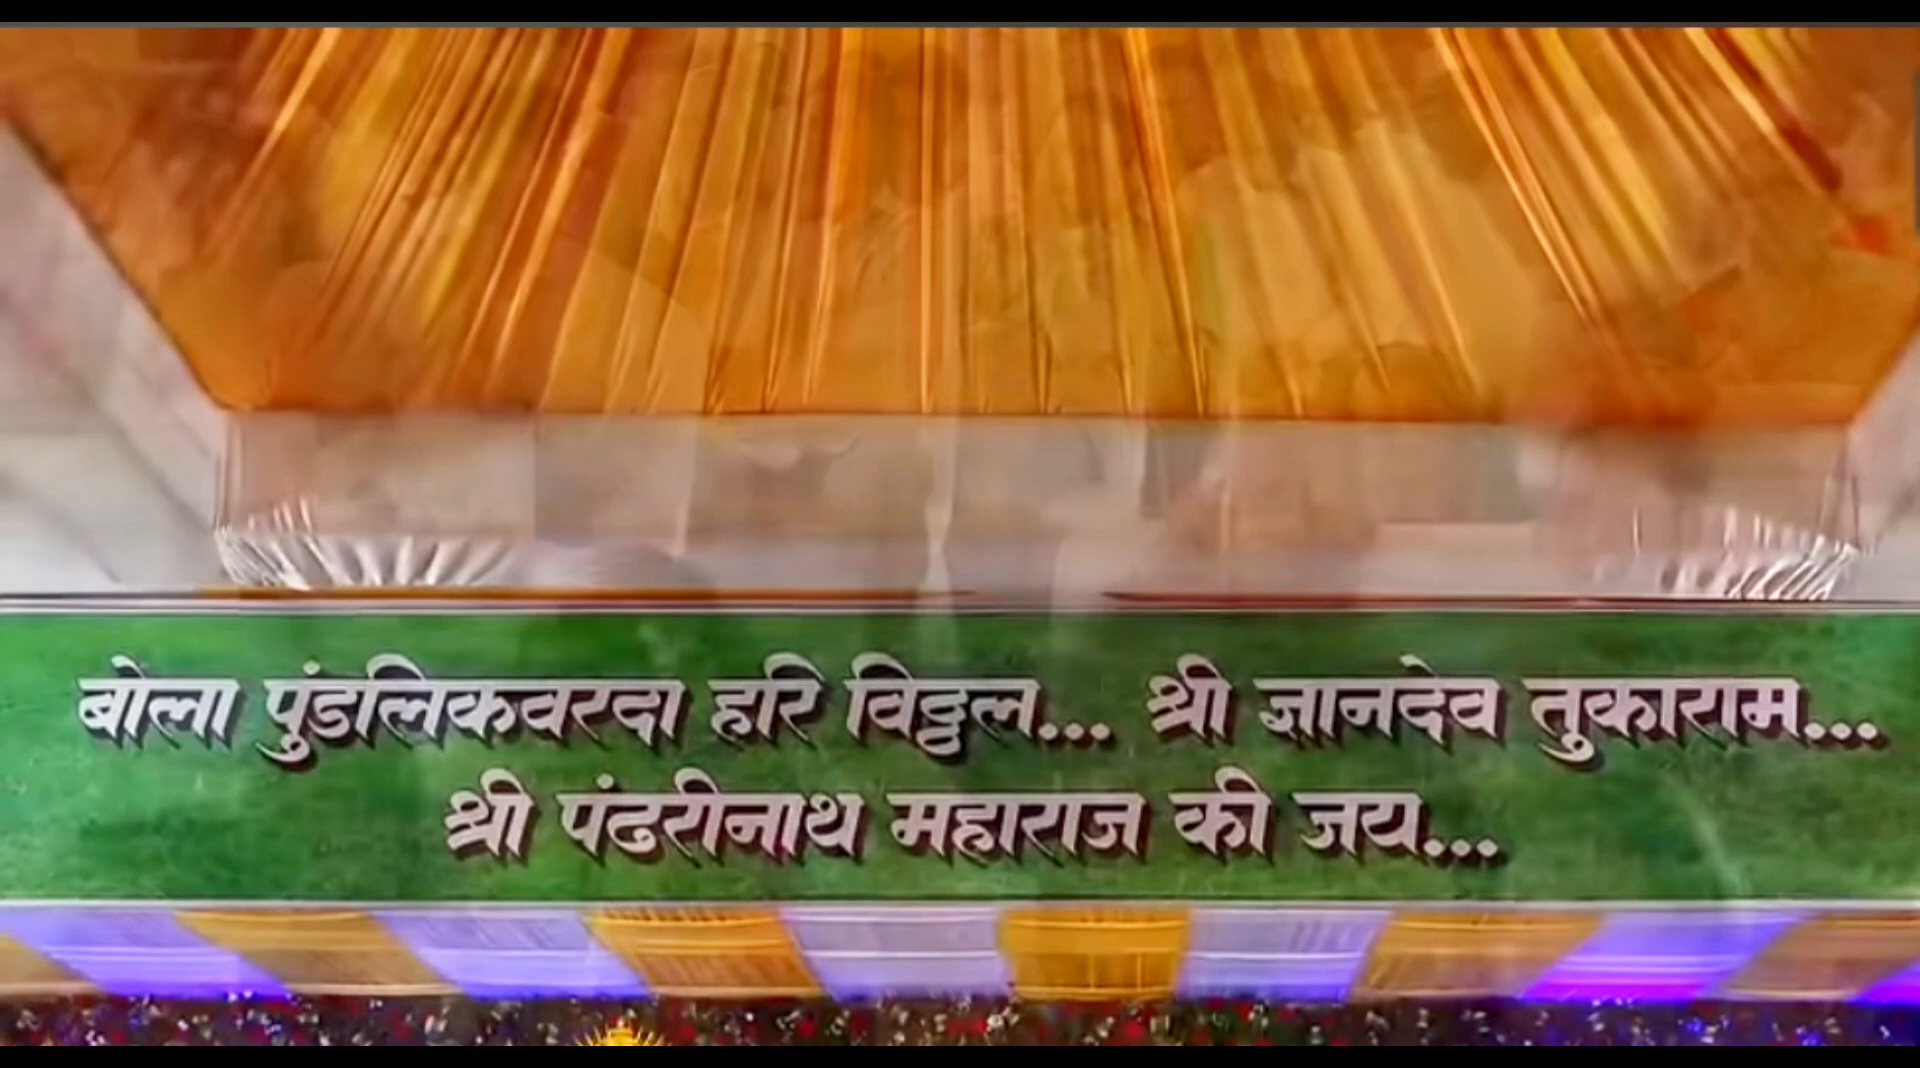 बोला पुंडलिकवरदा हरि विठ्ठल... श्री ज्ञानदेव तुकाराम...
श्री पंढरीनाथ महाराज की जय...